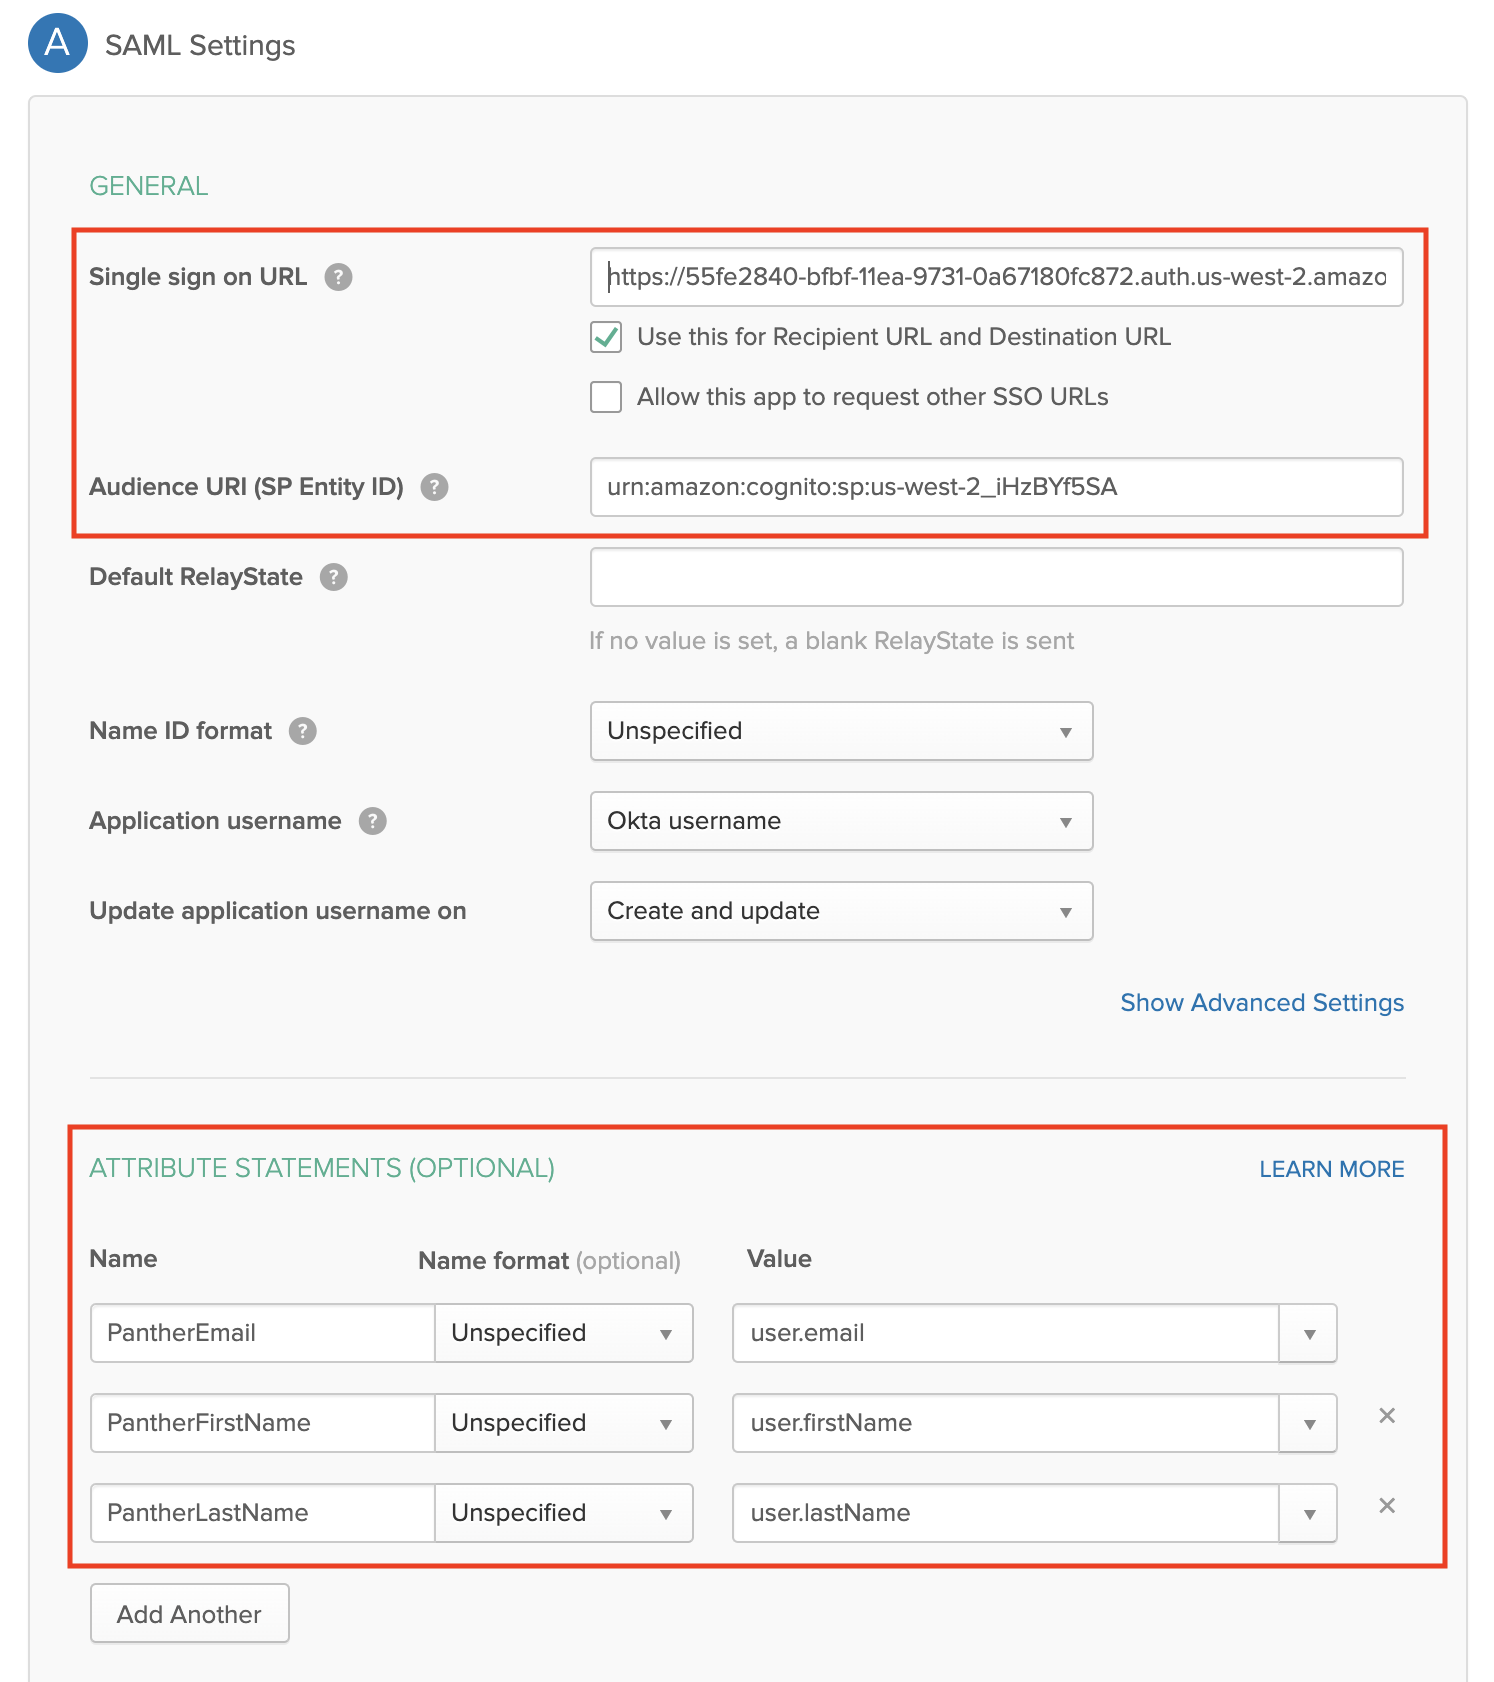 A SAML Settings
GENERAL
Single sign on URL ? https://55fe2840-bfbf-11ea-9731-0a67180fc872.auth.us-west-2.amazo
Use this for Recipient URL and Destination URL
Allow this app to request other SSO URLs
Audience URI (SP Entity ID) ? urn:amazon:cognito:sp:us-west-2_iHzBYf5SA
Default RelayState ?
If no value is set, a blank RelayState is sent
Name ID format ? Unspecified
Application username ? Okta username
Update application username on Create and update
Show Advanced Settings
ATTRIBUTE STATEMENTS (OPTIONAL) LEARN MORE
Name Name format (optional) Value
PantherEmail Unspecified user.email
PantherFirstName Unspecified user.firstName
PantherLastName Unspecified user.lastName
Add Another